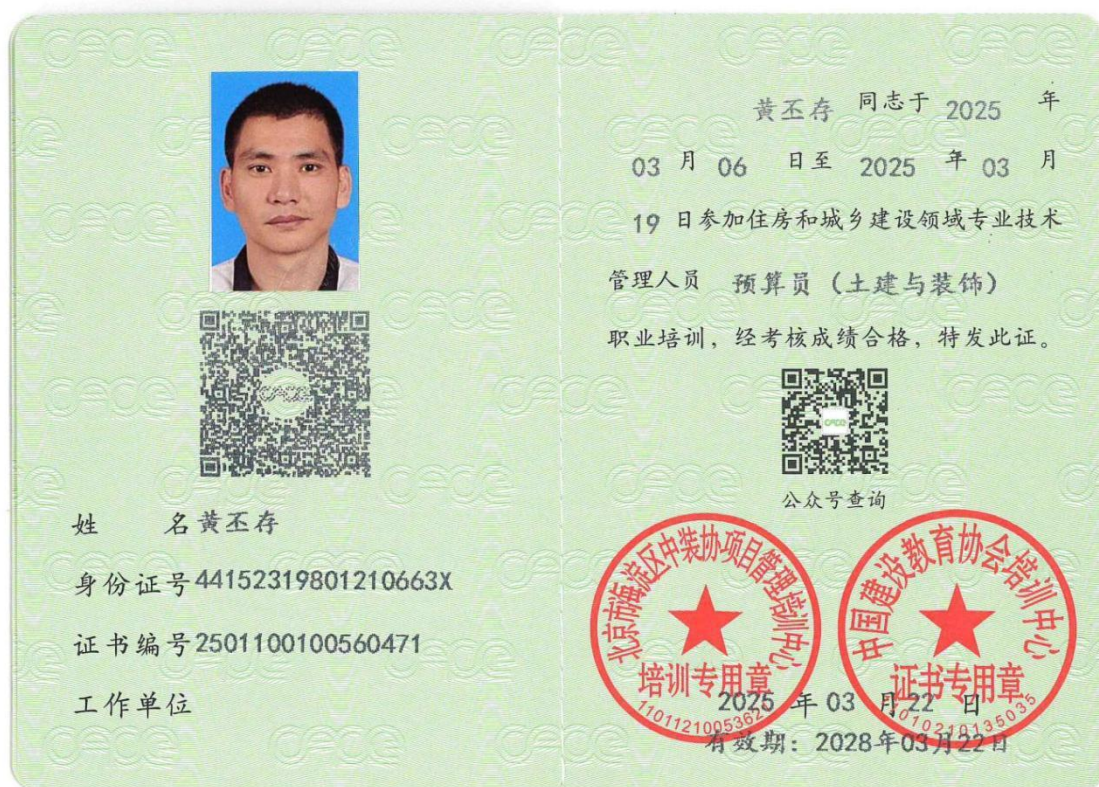 姓 名 黄丕存
身份证号 44152319801210663X
证书编号 2501100100560471
工作单位
黄丕存 同志于 2025 年
03 月 06 日至 2025 年 03 月
19 日参加住房和城乡建设领域专业技术
管理人员 预算员（土建与装饰）
职业培训，经考核成绩合格，特发此证。
公众号查询
北京市海淀区中装协项目管理培训中心
培训专用章
中国建设教育协会培训中心
证书专用章
11010210135035
2025 年 03 月 22 日
有效期：2028年03月22日